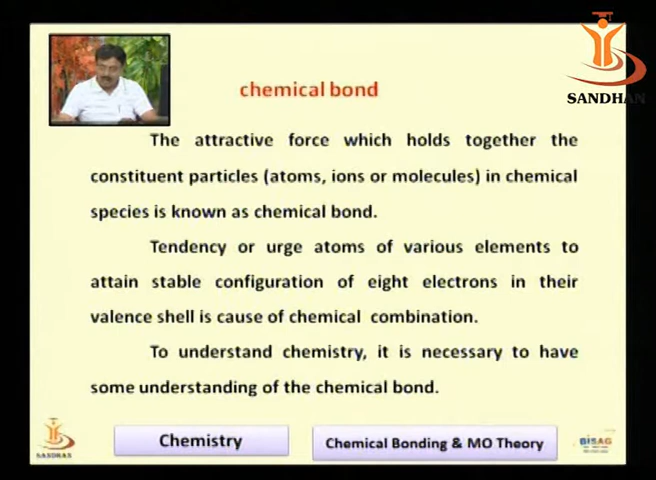 SANDHAN
chemical bond
The attractive force which holds together the
constituent particles (atoms, ions or molecules) in chemical
species is known as chemical bond.
Tendency or urge atoms of various elements to
attain stable configuration of eight electrons in their
valence shell is cause of chemical combination.
To understand chemistry, it is necessary to have
some understanding of the chemical bond.
SANDHAN
Chemistry
Chemical Bonding & MO Theory
BISAG